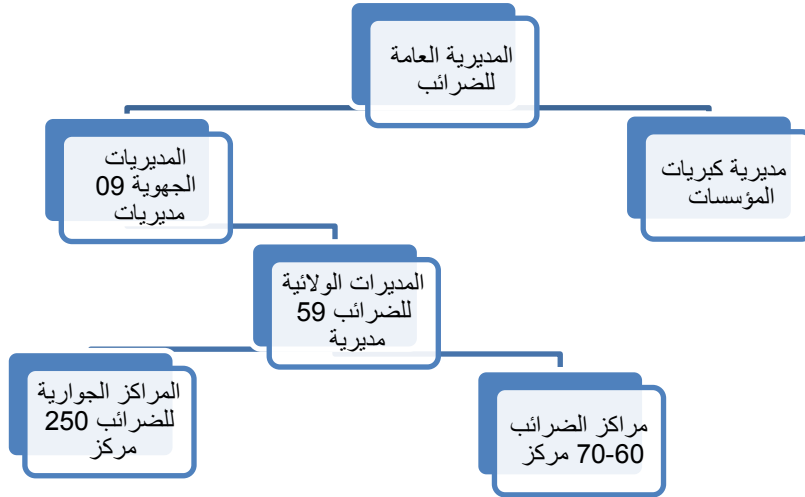 المديرية العامة
للضرائب
مديرية كبريات
المؤسسات
المديريات
الجهوية 09
مديريات
المديرات الولائية
للضرائب 59
مديرية
مراكز الضرائب
60-70 مركز
المراكز الجوارية
للضرائب 250
مركز